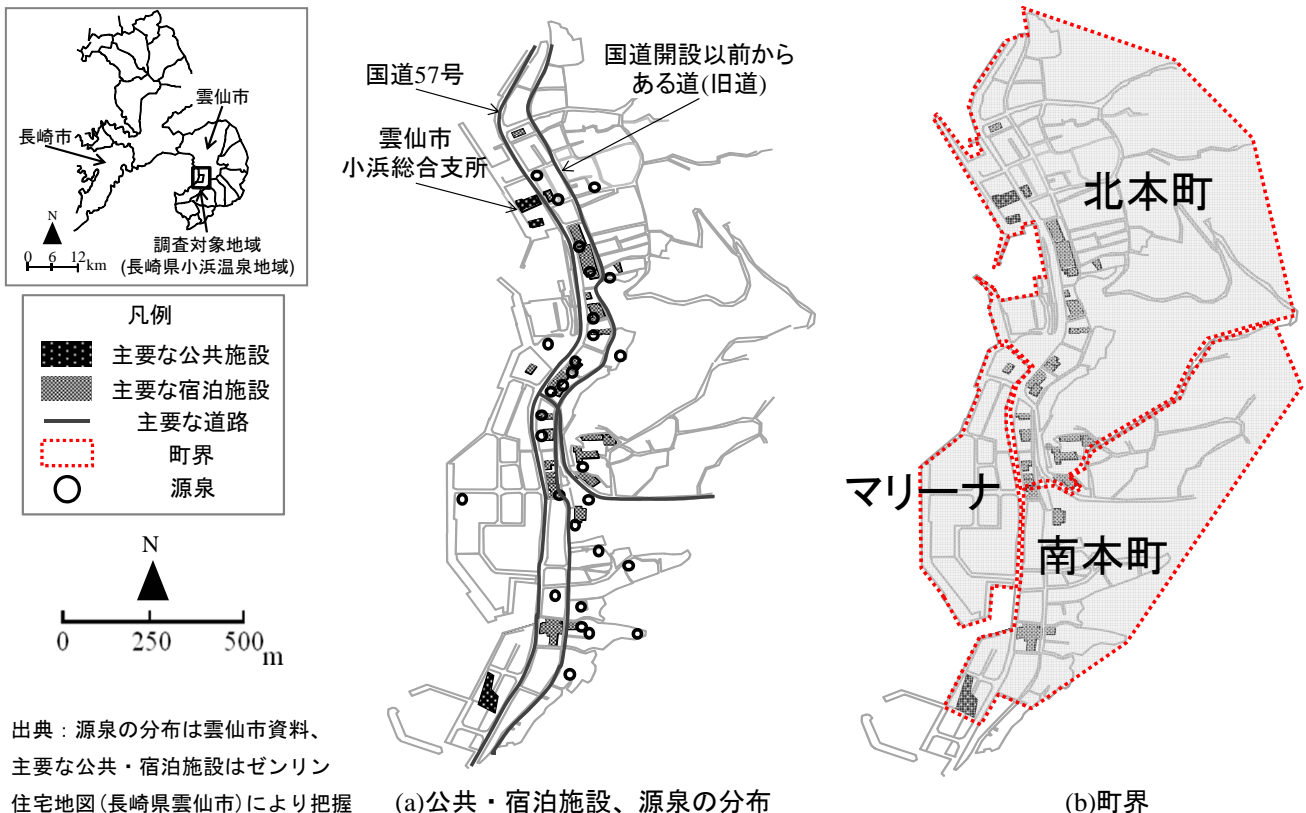 雲仙市
長崎市
N
0 6 12km
調査対象地域
(長崎県小浜温泉地域)
凡例
主要な公共施設
主要な宿泊施設
主要な道路
町界
源泉
N
0 250 500m
出典：源泉の分布は雲仙市資料、
主要な公共・宿泊施設はゼンリン
住宅地図(長崎県雲仙市)により把握
国道57号
国道開設以前から
ある道(旧道)
雲仙市
小浜総合支所
(a)公共・宿泊施設、源泉の分布
北本町
マリーナ
南本町
(b)町界